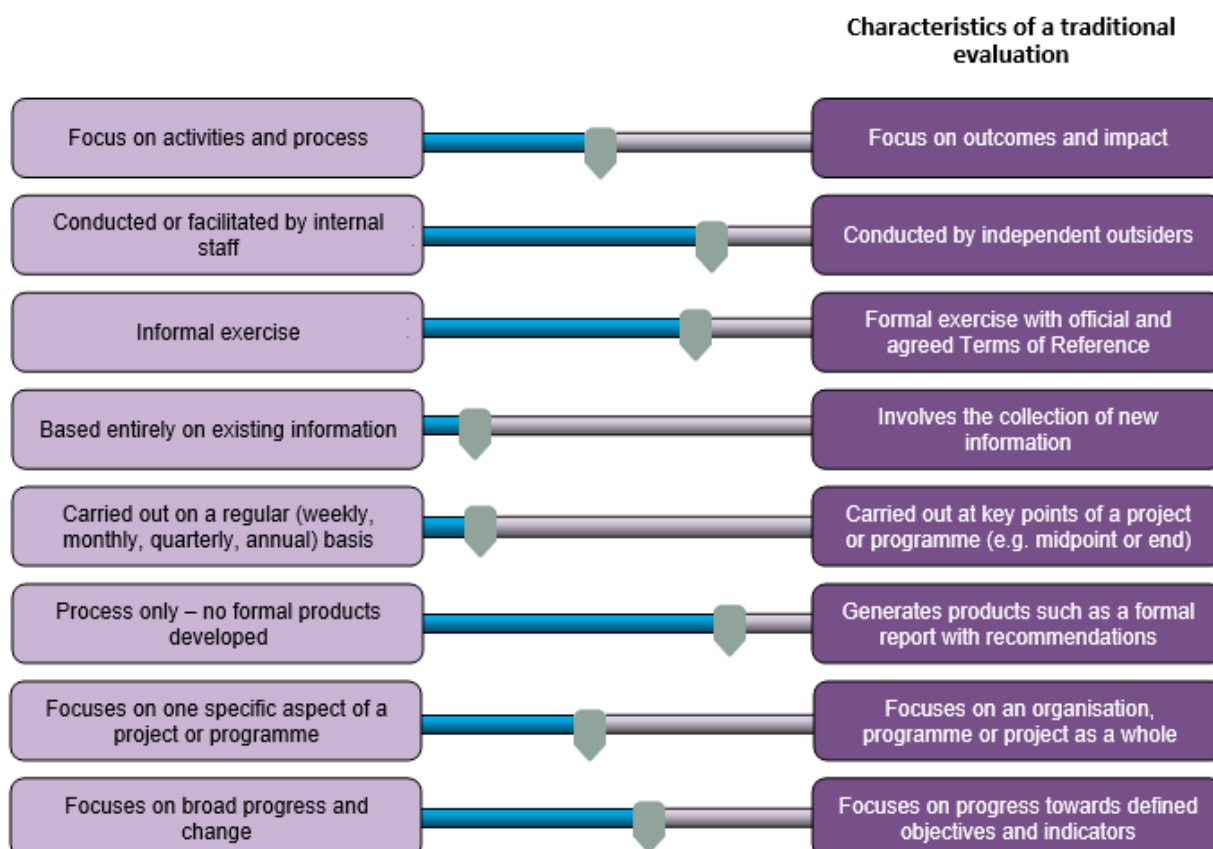 Characteristics of a traditional
evaluation
Focus on activities and process
Focus on outcomes and impact
Conducted or facilitated by internal
staff
Conducted by independent outsiders
Informal exercise
Formal exercise with official and
agreed Terms of Reference
Based entirely on existing information
Involves the collection of new
information
Carried out on a regular (weekly,
monthly, quarterly, annual) basis
Carried out at key points of a project
or programme (e.g. midpoint or end)
Process only – no formal products
developed
Generates products such as a formal
report with recommendations
Focuses on one specific aspect of a
project or programme
Focuses on an organisation,
programme or project as a whole
Focuses on broad progress and
change
Focuses on progress towards defined
objectives and indicators